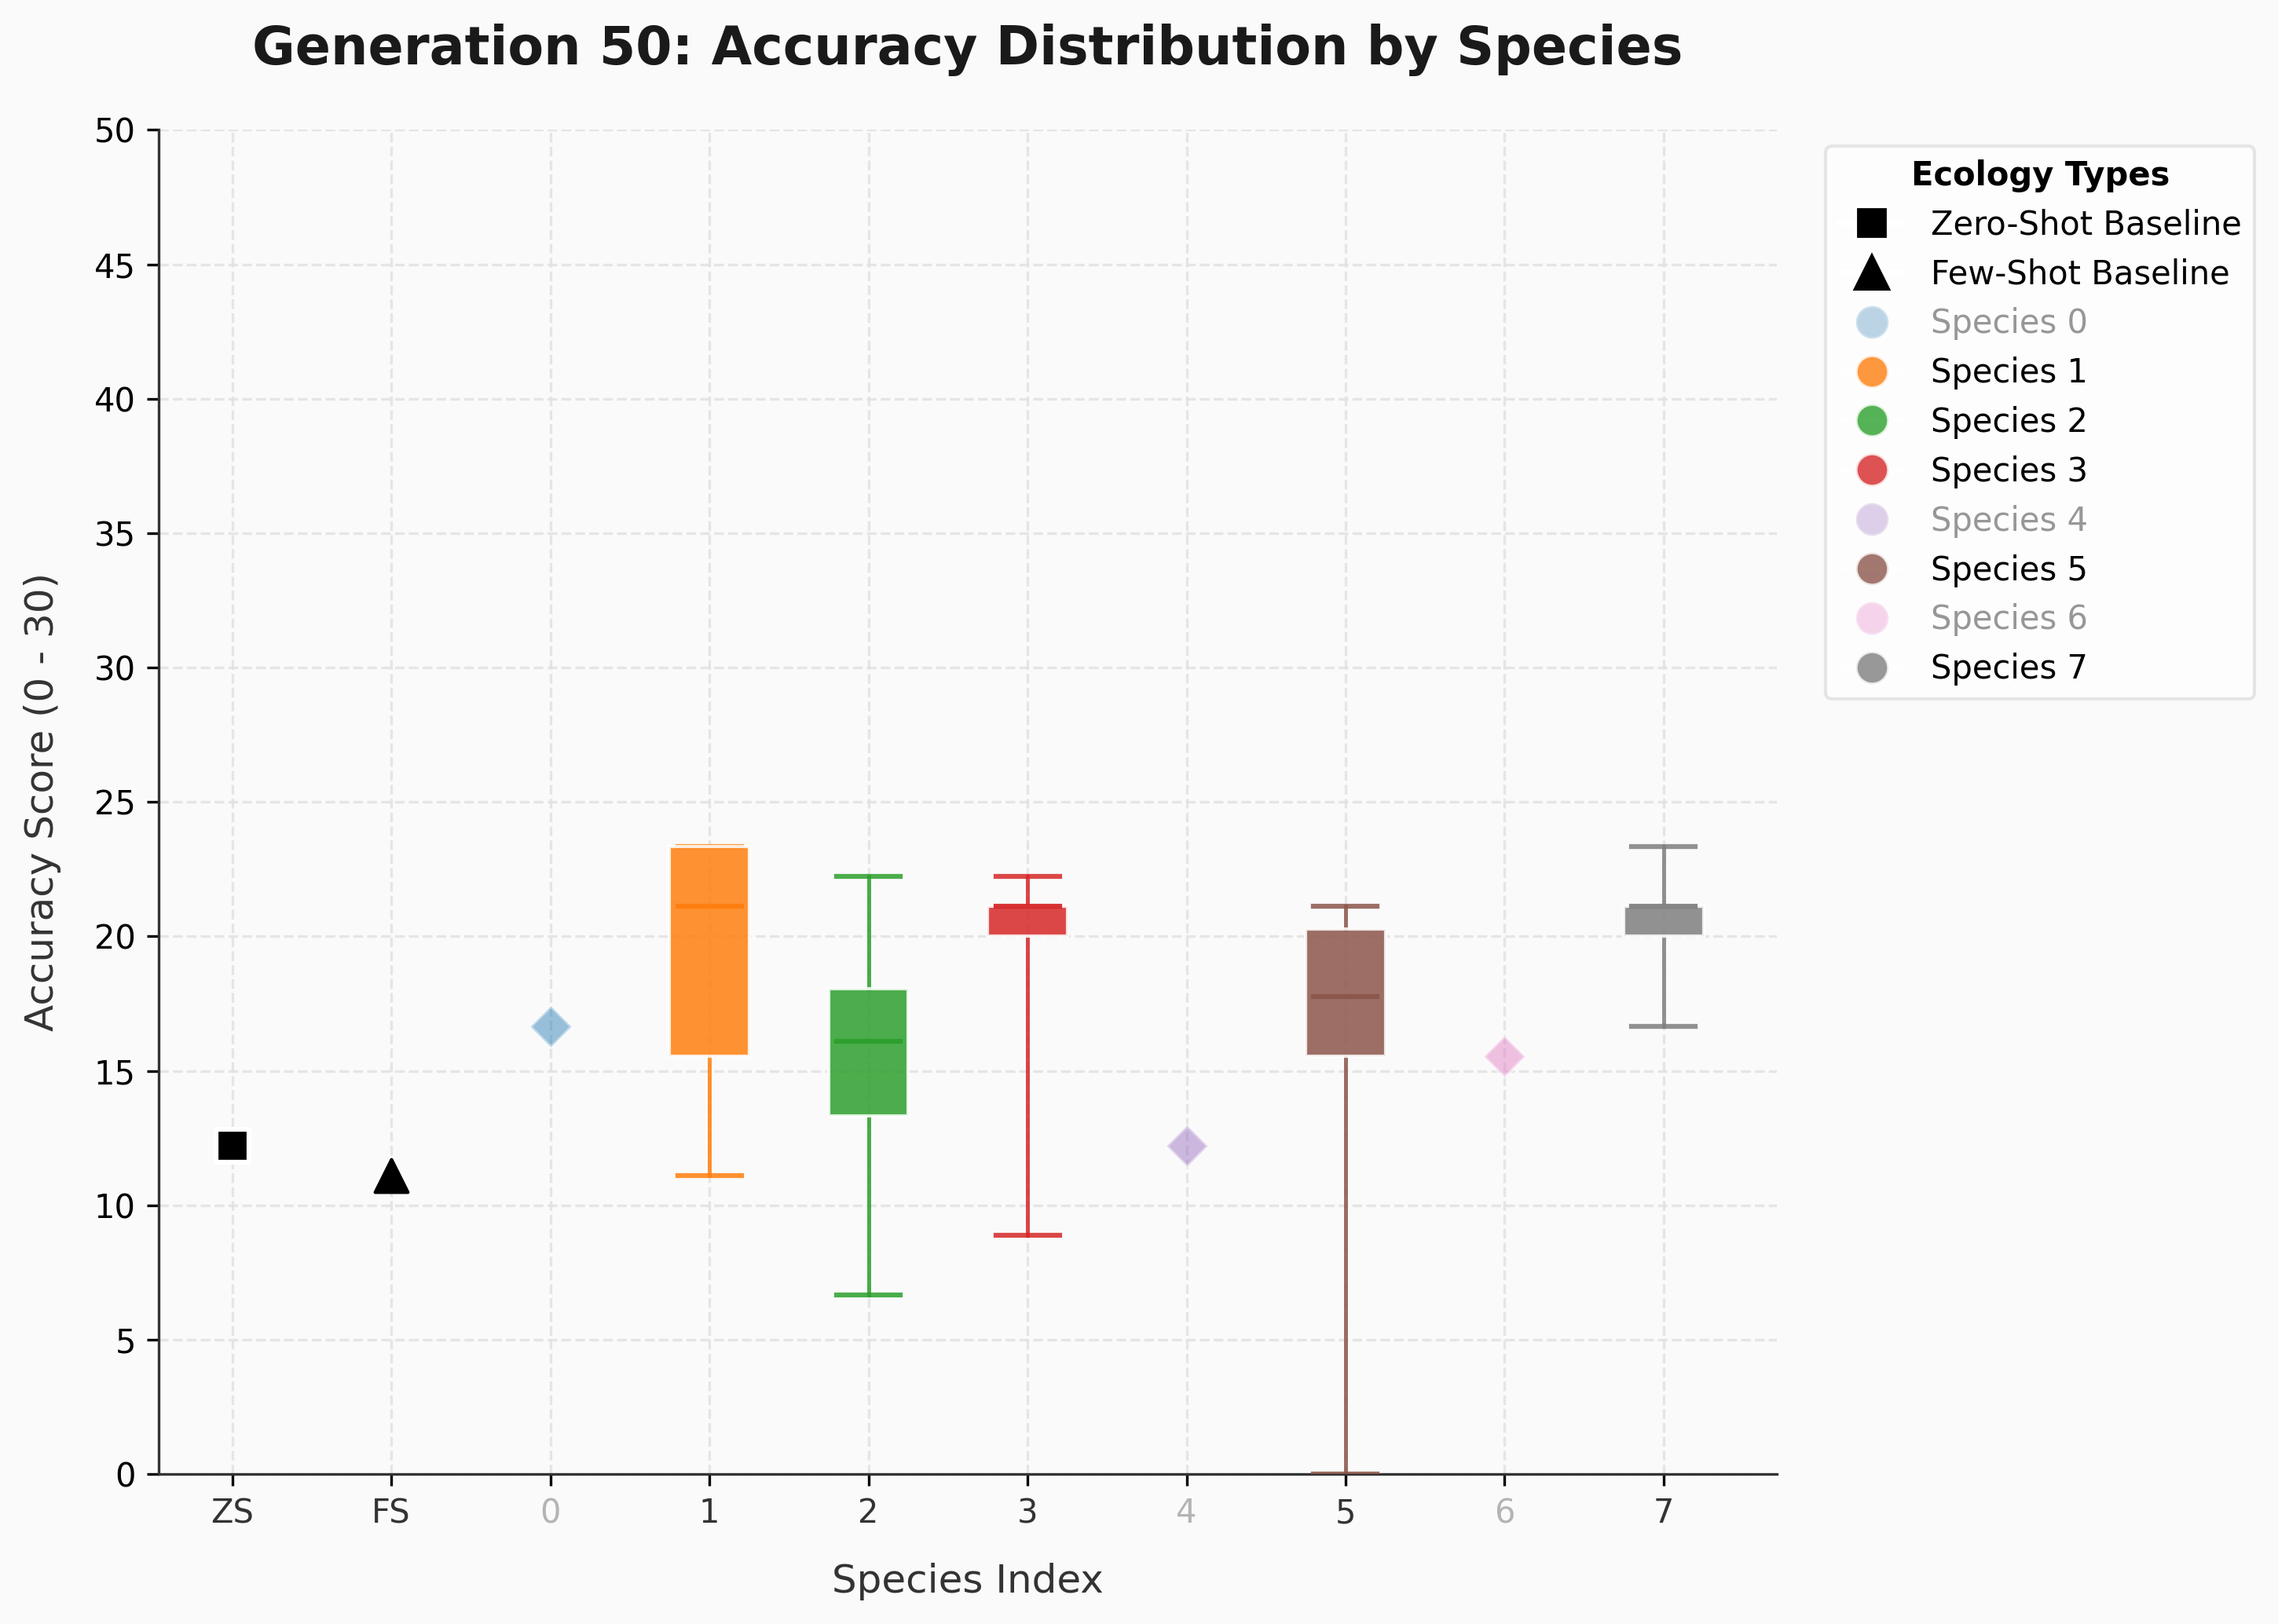 Generation 50: Accuracy Distribution by Species
Accuracy Score (0 - 30)
50
45
40
35
30
25
20
15
10
5
0
ZS
FS
0
1
2
3
4
5
6
7
Species Index
Ecology Types
Zero-Shot Baseline
Few-Shot Baseline
Species 0
Species 1
Species 2
Species 3
Species 4
Species 5
Species 6
Species 7